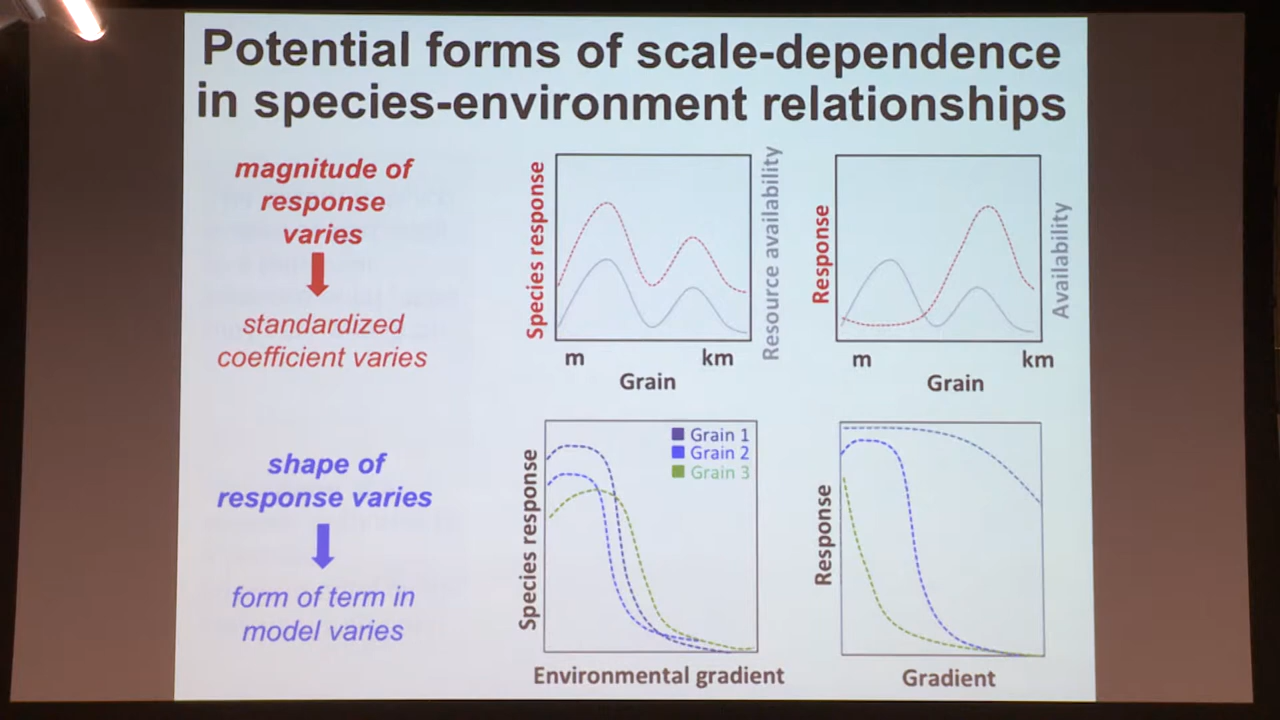 Potential forms of scale-dependence
in species-environment relationships
magnitude of
response
varies
standardized
coefficient varies
Species response
Resource availability
m
km
Grain
Response
Availability
m
km
Grain
shape of
response varies
form of term in
model varies
Species response
Grain 1
Grain 2
Grain 3
Environmental gradient
Response
Gradient